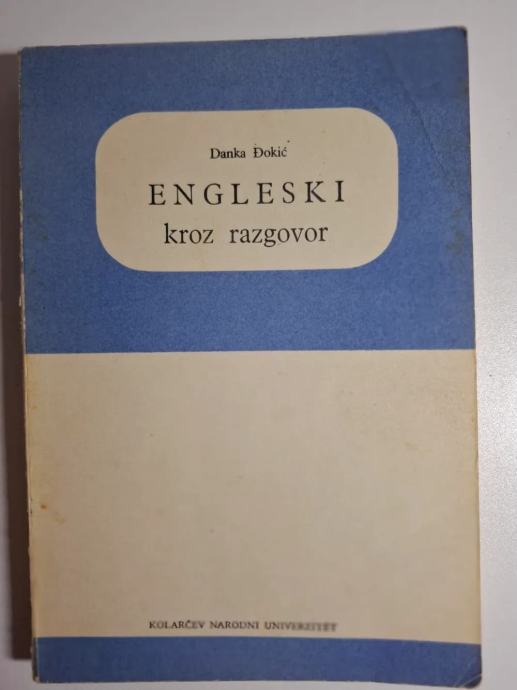 Danka Đokić
ENGLESKI
kroz razgovor
KOLARČEV NARODNI UNIVERZITET